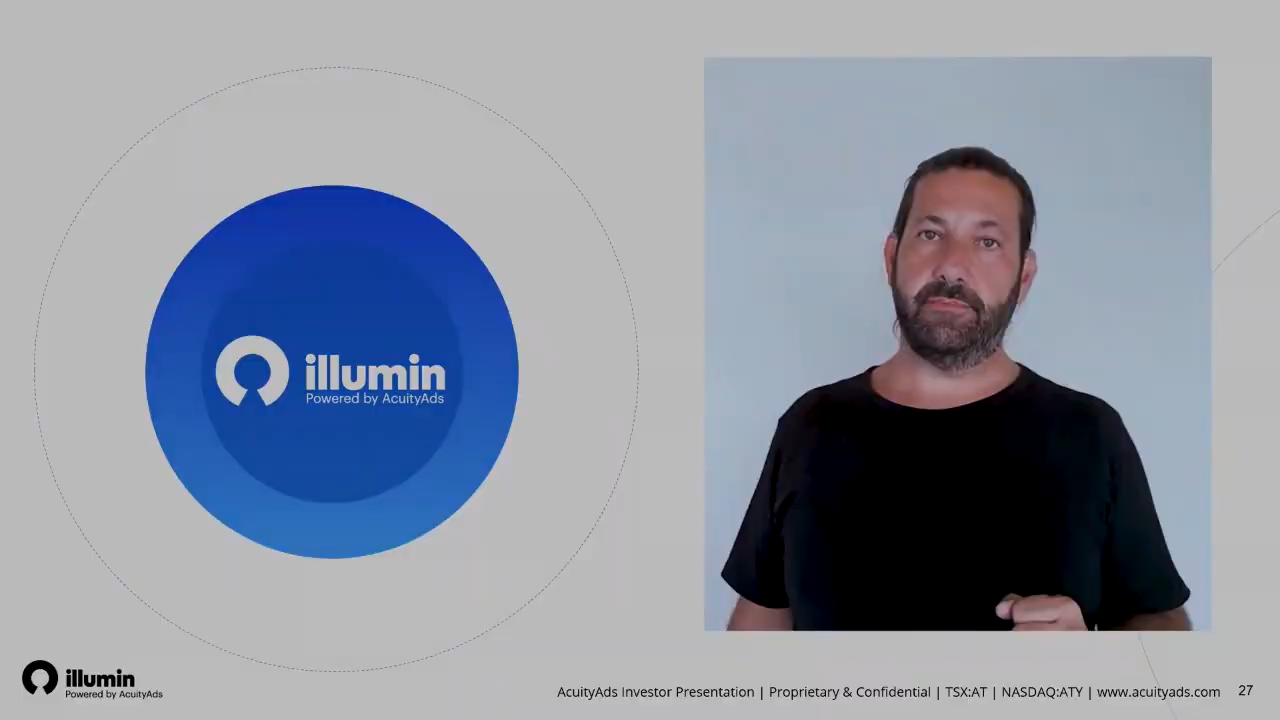 illumin
Powered by AcuityAds
illumin
Powered by AcuityAds
AcuityAds Investor Presentation | Proprietary & Confidential | TSX:AT | NASDAQ:ATY | www.acuityads.com 27